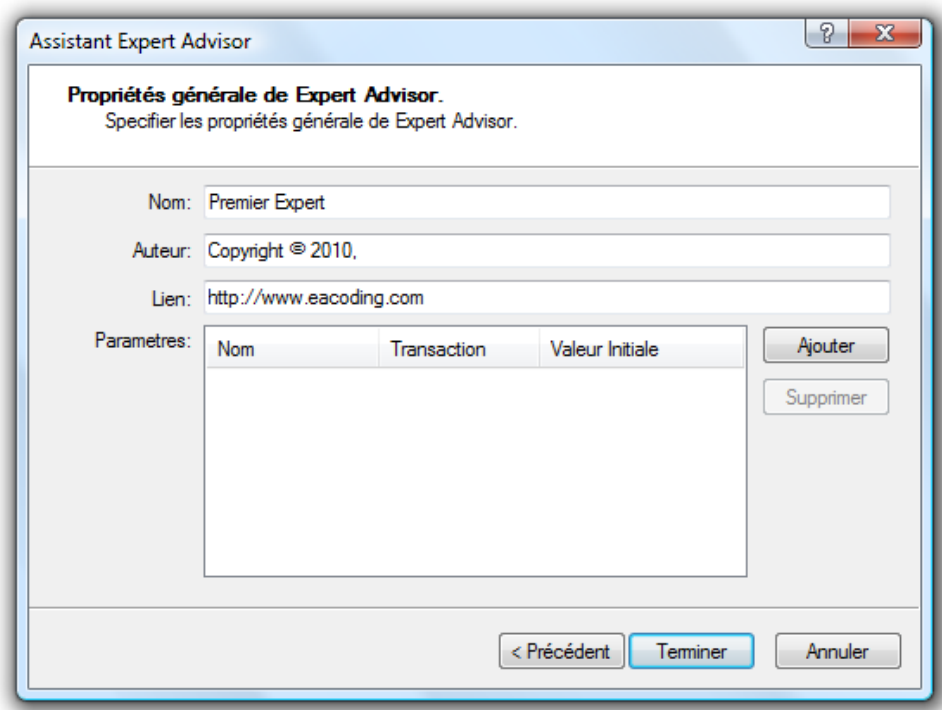 Assistant Expert Advisor
Propriétés générale de Expert Advisor.
Specifier les propriétés générale de Expert Advisor.
Nom: Premier Expert
Auteur: Copyright © 2010,
Lien: http://www.eacoding.com
Parametres: Nom Transaction Valeur Initiale Ajouter
Supprimer
< Précédent Terminer Annuler